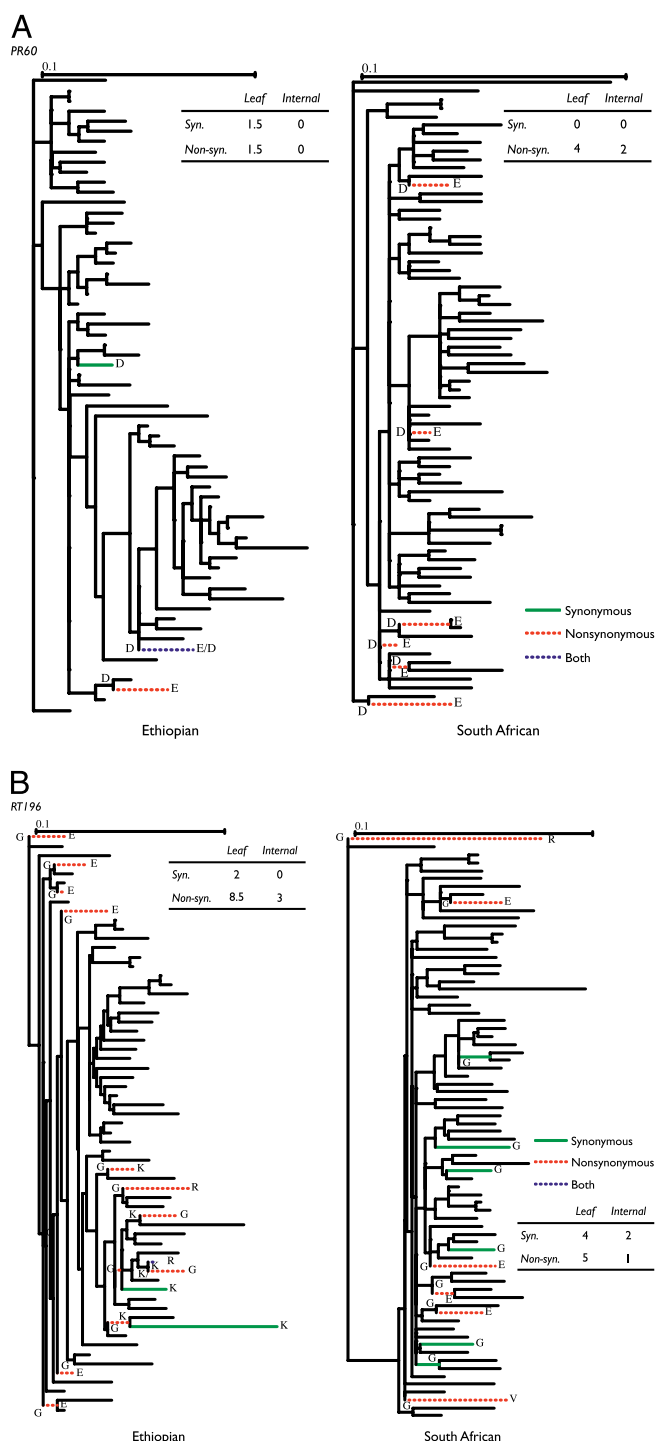 A
PR60
0.1
Leaf Internal
Syn. 1.5 0
Non-syn. 1.5 0
D
D E/D
D E
Ethiopian
0.1
Leaf Internal
Syn. 0 0
Non-syn. 4 2
D E
D E
D E
D E
D
E
D E
Synonymous
Nonsynonymous
Both
South African
B
RT196
0.1
G E
Leaf Internal
Syn. 2 0
Non-syn. 8.5 3
G E
G E
G E
G K
G R
K G
R
G K/ K G
K
K
G K
G E
G E
Ethiopian
0.1
G R
G E
G
G
G
G
G E
E
G E
G
G
G V
Synonymous
Nonsynonymous
Both
Leaf Internal
Syn. 4 2
Non-syn. 5 1
South African